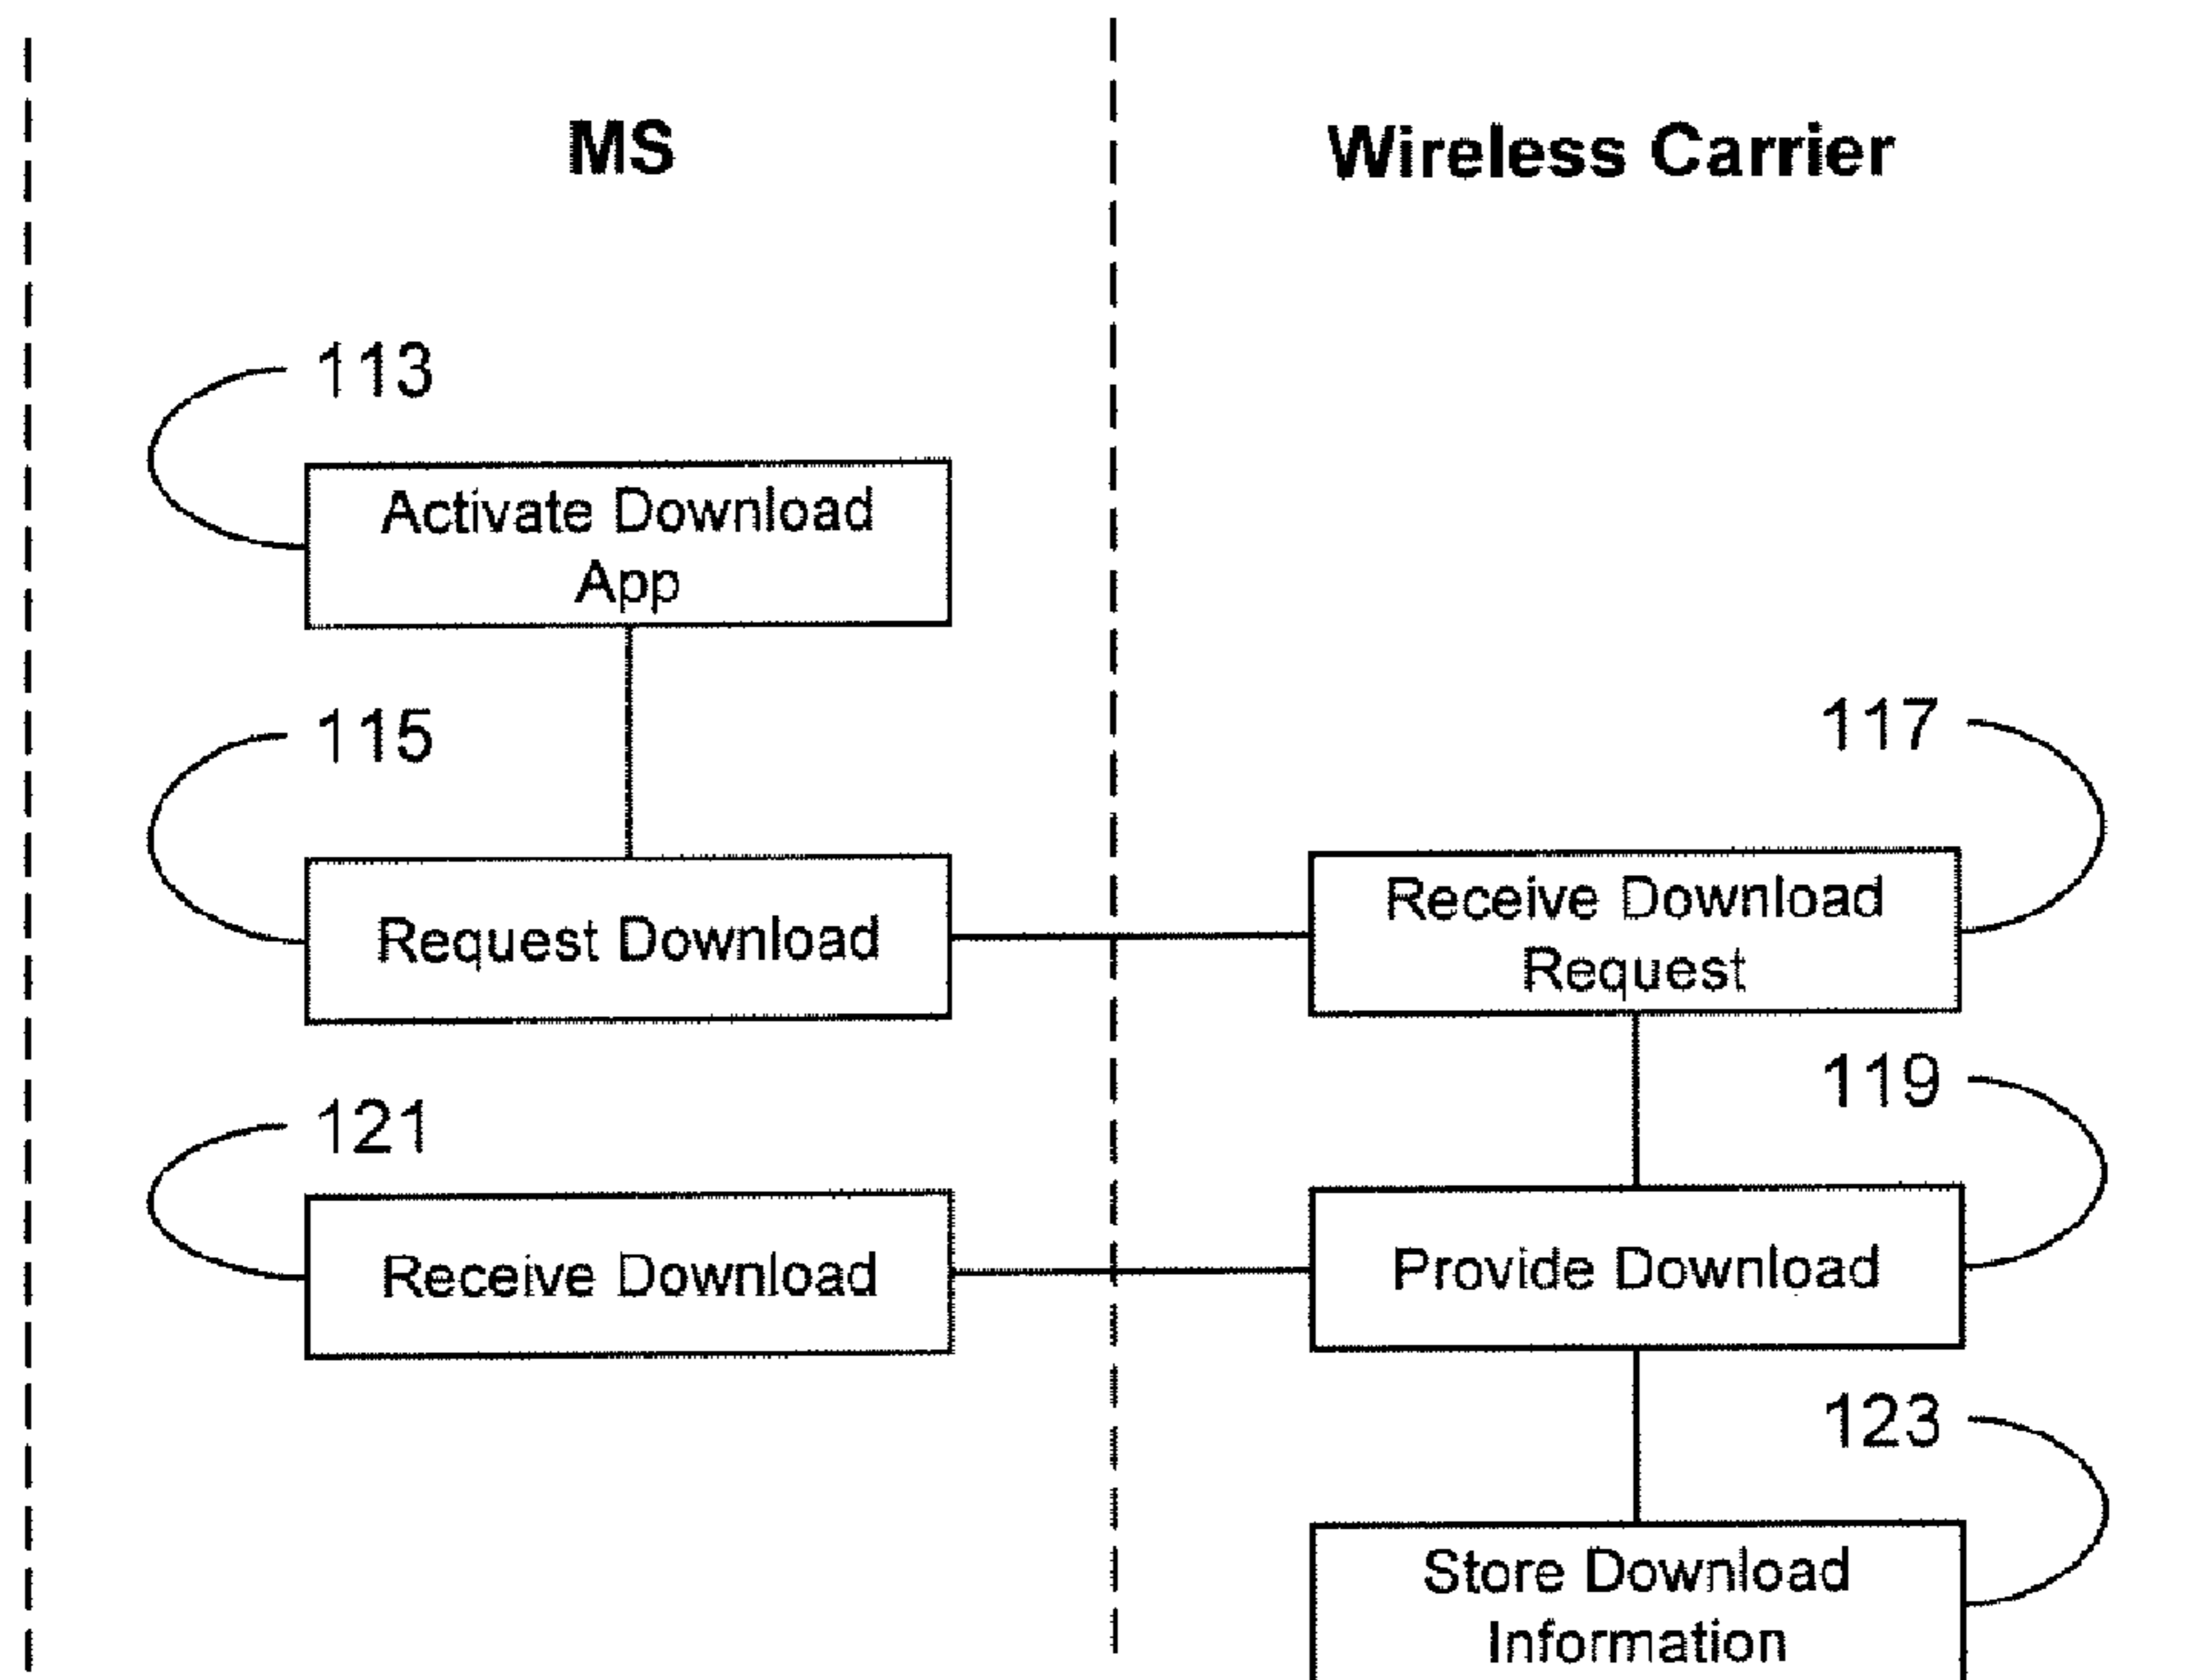 MS
Wireless Carrier
113
Activate Download
App
115
Request Download
117
Receive Download
Request
119
Provide Download
121
Receive Download
123
Store Download
Information